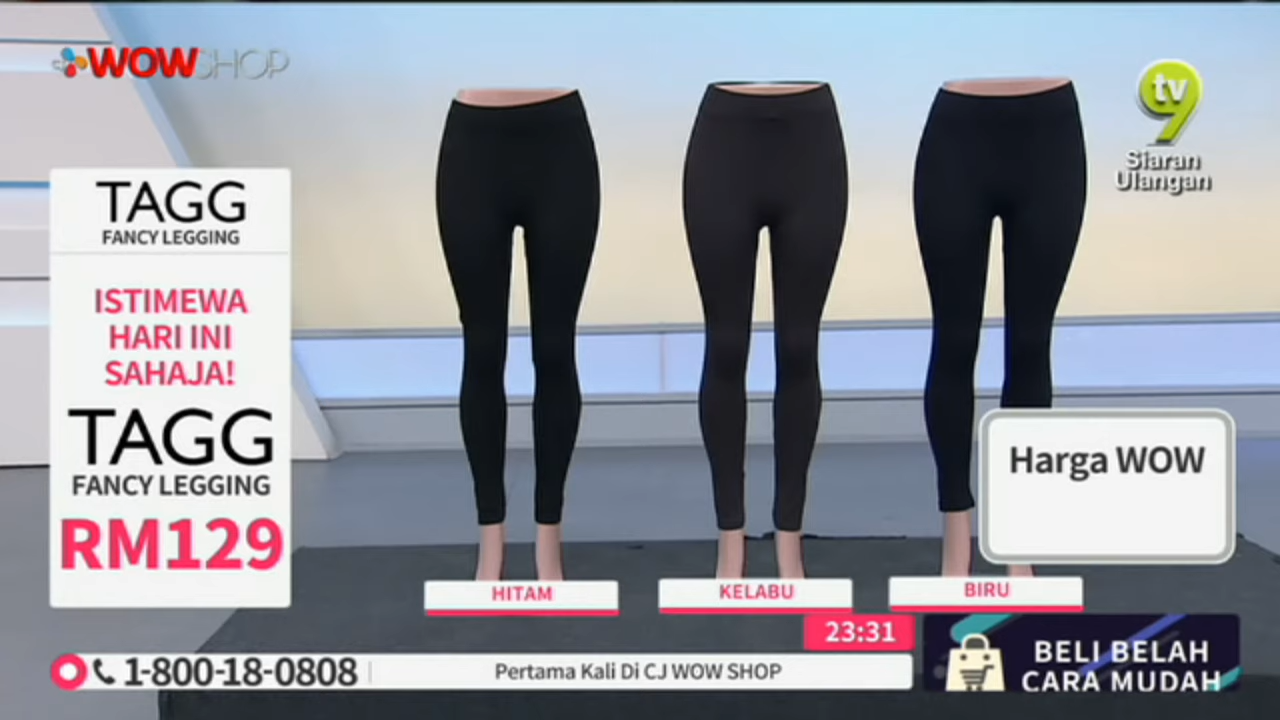 WOWSHOP
tv9
Siaran
Ulangan
TAGG
FANCY LEGGING
ISTIMEWA
HARI INI
SAHAJA!
TAGG
FANCY LEGGING
RM129
Harga WOW
HITAM
KELABU
BIRU
23:31
1-800-18-0808
Pertama Kali Di CJ WOW SHOP
BELI BELAH
CARA MUDAH